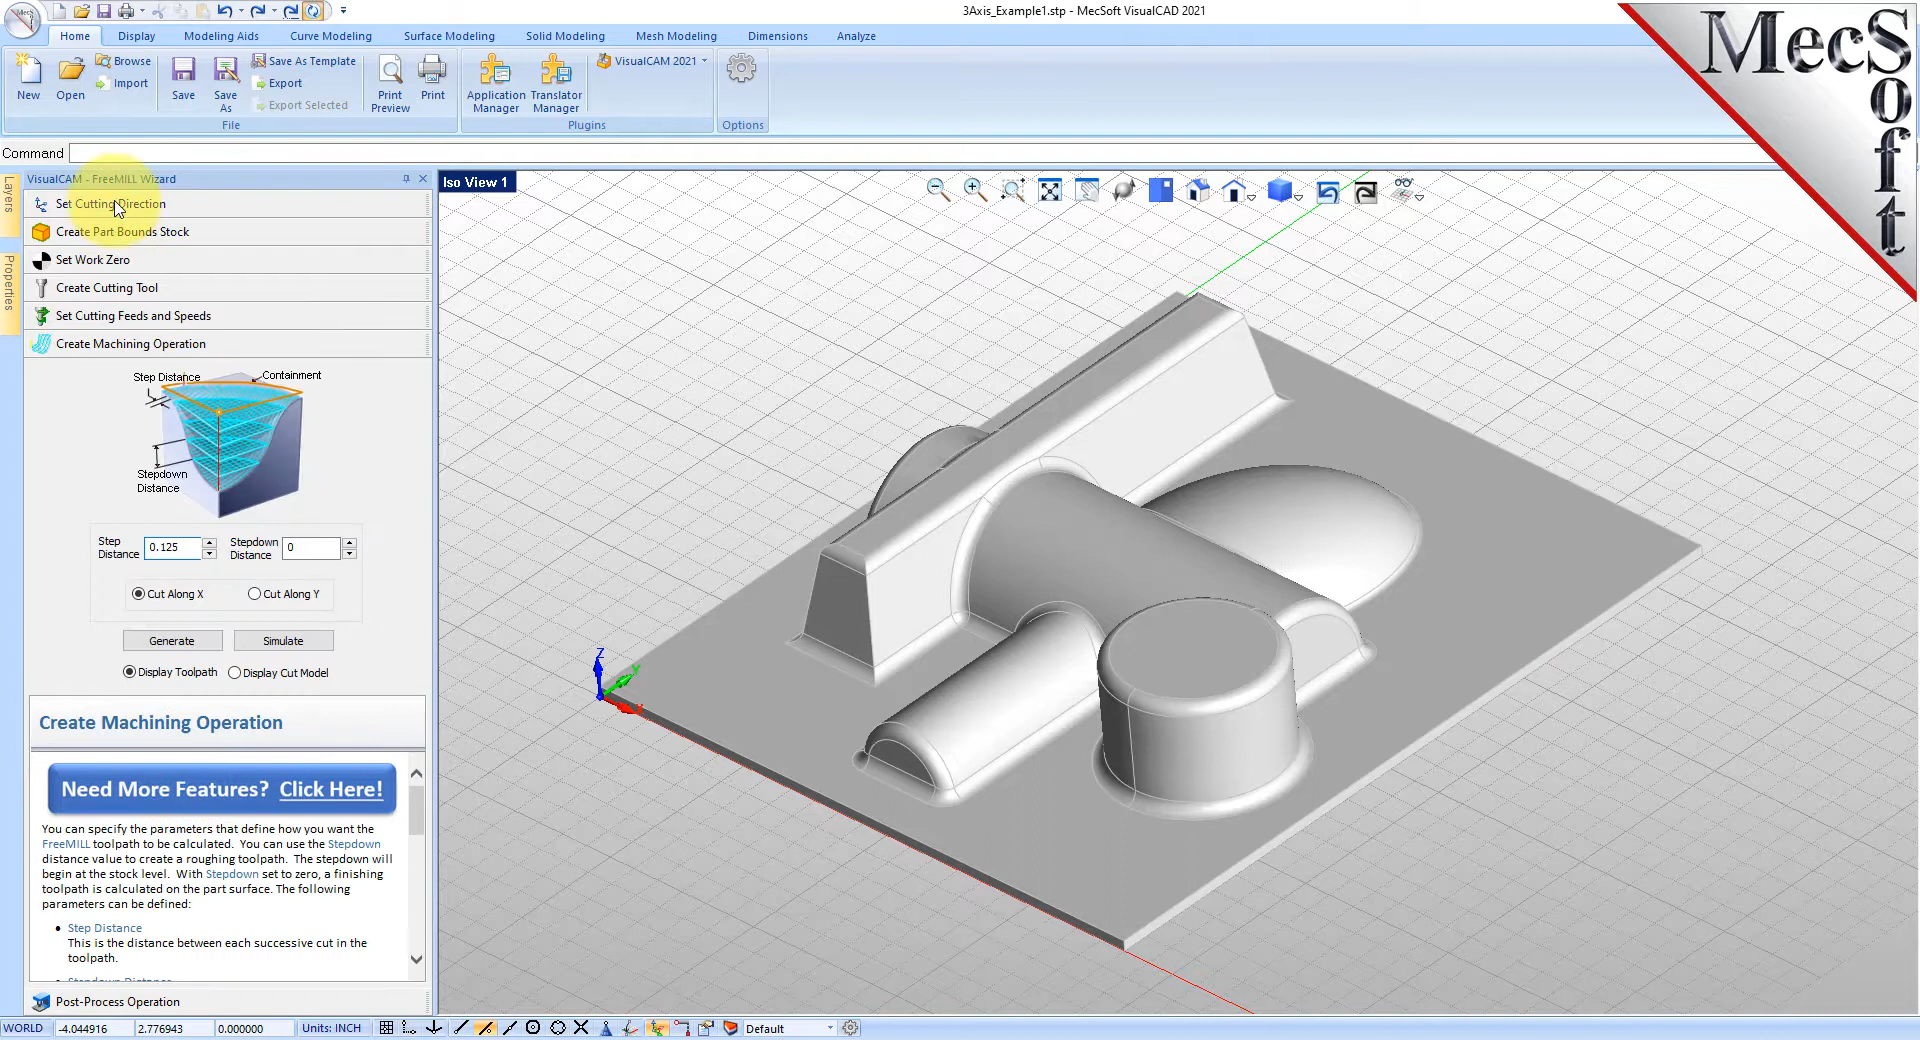 MecS
3Axis_Example1.stp - MecSoft VisualCAD 2021
MecSoft
Home
Display
Modeling Aids
Curve Modeling
Surface Modeling
Solid Modeling
Mesh Modeling
Dimensions
Analyze
New
Open
Browse
Import
Save
Save As
Save As Template
Export
Export Selected
Print Preview
Print
File
Application Manager
Translator Manager
VisualCAM 2021
Plugins
Options
Command
Layers
Properties
VisualCAM - FreeMILL Wizard
Set Cutting Direction
Create Part Bounds Stock
Set Work Zero
Create Cutting Tool
Set Cutting Feeds and Speeds
Create Machining Operation
Step Distance
Containment
Stepdown
Distance
Step
Distance
0.125
Stepdown
Distance
0
Cut Along X
Cut Along Y
Generate
Simulate
Display Toolpath
Display Cut Model
Create Machining Operation
Need More Features? Click Here!
You can specify the parameters that define how you want the
FreeMILL toolpath to be calculated. You can use the Stepdown
distance value to create a roughing toolpath. The stepdown will
begin at the stock level. With Stepdown set to zero, a finishing
toolpath is calculated on the part surface. The following
parameters can be defined:
• Step Distance
This is the distance between each successive cut in the
toolpath.
Stepdown Distance
Post-Process Operation
Iso View 1
Z
Y
X
WORLD
-4.044916
2.776943
0.000000
Units: INCH
Default